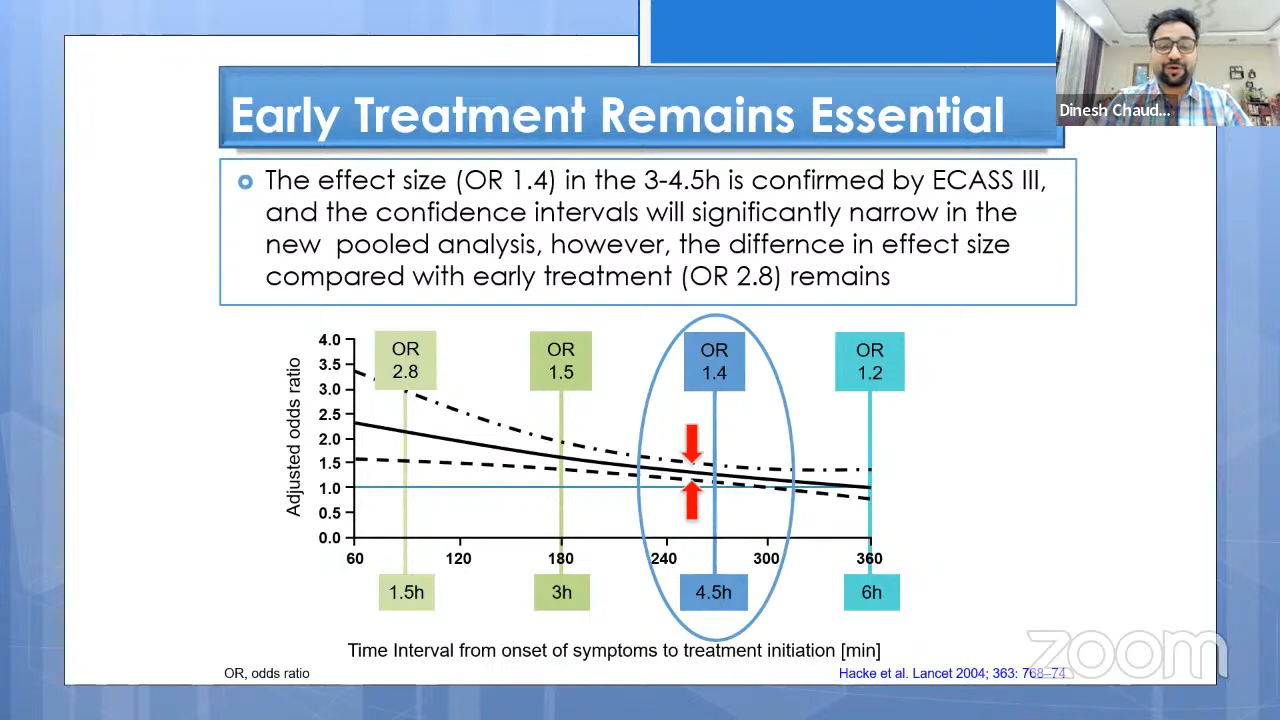 Early Treatment Remains Essential
Dinesh Chaud...
The effect size (OR 1.4) in the 3-4.5h is confirmed by ECASS III,
and the confidence intervals will significantly narrow in the
new pooled analysis, however, the differnce in effect size
compared with early treatment (OR 2.8) remains
Adjusted odds ratio
4.0
3.5
3.0
2.5
2.0
1.5
1.0
0.5
0.0
OR
2.8
OR
1.5
OR
1.4
OR
1.2
60 120 180 240 300 360
1.5h 3h 4.5h 6h
Time Interval from onset of symptoms to treatment initiation [min]
OR, odds ratio
Hacke et al. Lancet 2004; 363: 768–74
zoom